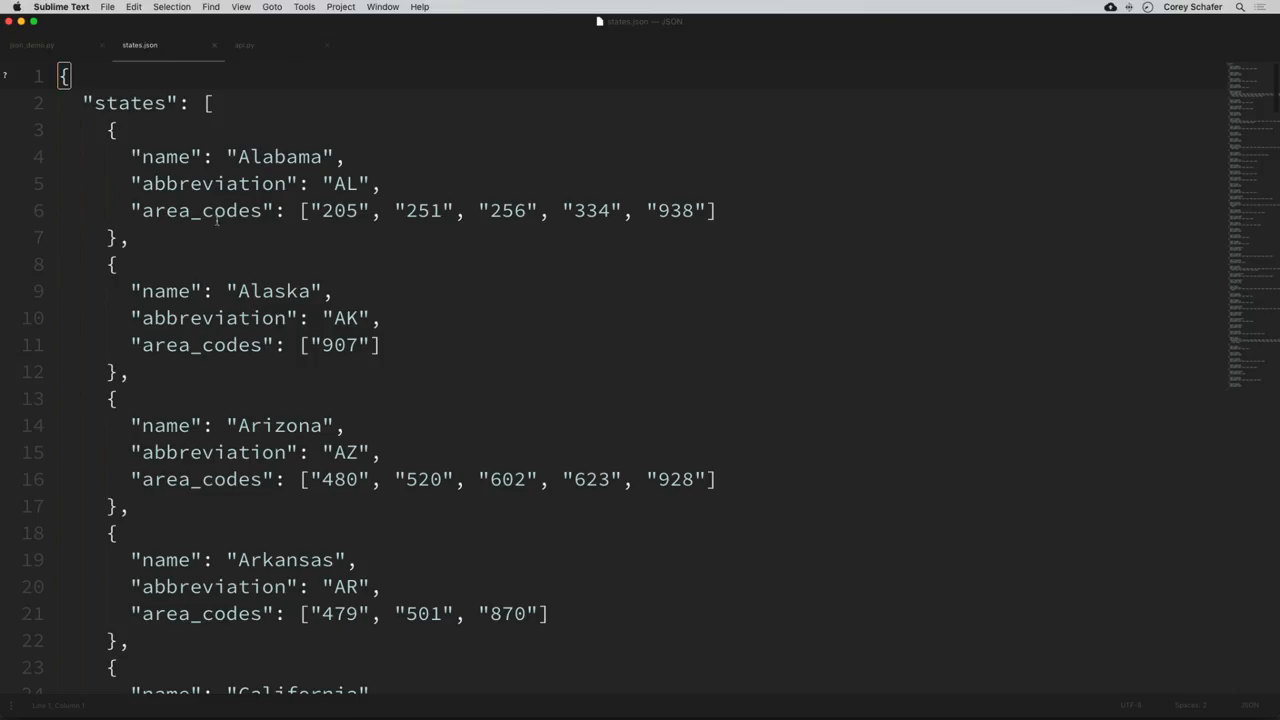 Sublime Text File Edit Selection Find View Goto Tools Project Window Help Corey Schafer
states.json — JSON
json_demo.py states.json api.py
1 {
2 "states": [
3 {
4 "name": "Alabama",
5 "abbreviation": "AL",
6 "area_codes": ["205", "251", "256", "334", "938"]
7 },
8 {
9 "name": "Alaska",
10 "abbreviation": "AK",
11 "area_codes": ["907"]
12 },
13 {
14 "name": "Arizona",
15 "abbreviation": "AZ",
16 "area_codes": ["480", "520", "602", "623", "928"]
17 },
18 {
19 "name": "Arkansas",
20 "abbreviation": "AR",
21 "area_codes": ["479", "501", "870"]
22 },
23 {
24 "name": "California"
Line 1, Column 1 UTF-8 Spaces: 2 JSON